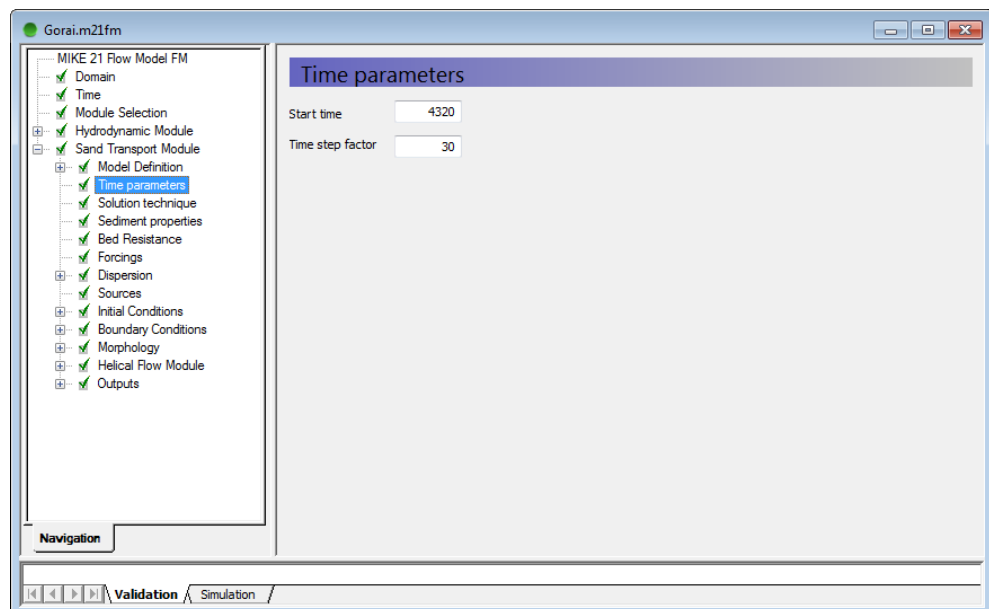 Gorai.m21fm
MIKE 21 Flow Model FM
Domain
Time
Module Selection
Hydrodynamic Module
Sand Transport Module
Model Definition
Time parameters
Solution technique
Sediment properties
Bed Resistance
Forcings
Dispersion
Sources
Initial Conditions
Boundary Conditions
Morphology
Helical Flow Module
Outputs
Navigation
Time parameters
Start time 4320
Time step factor 30
Validation Simulation